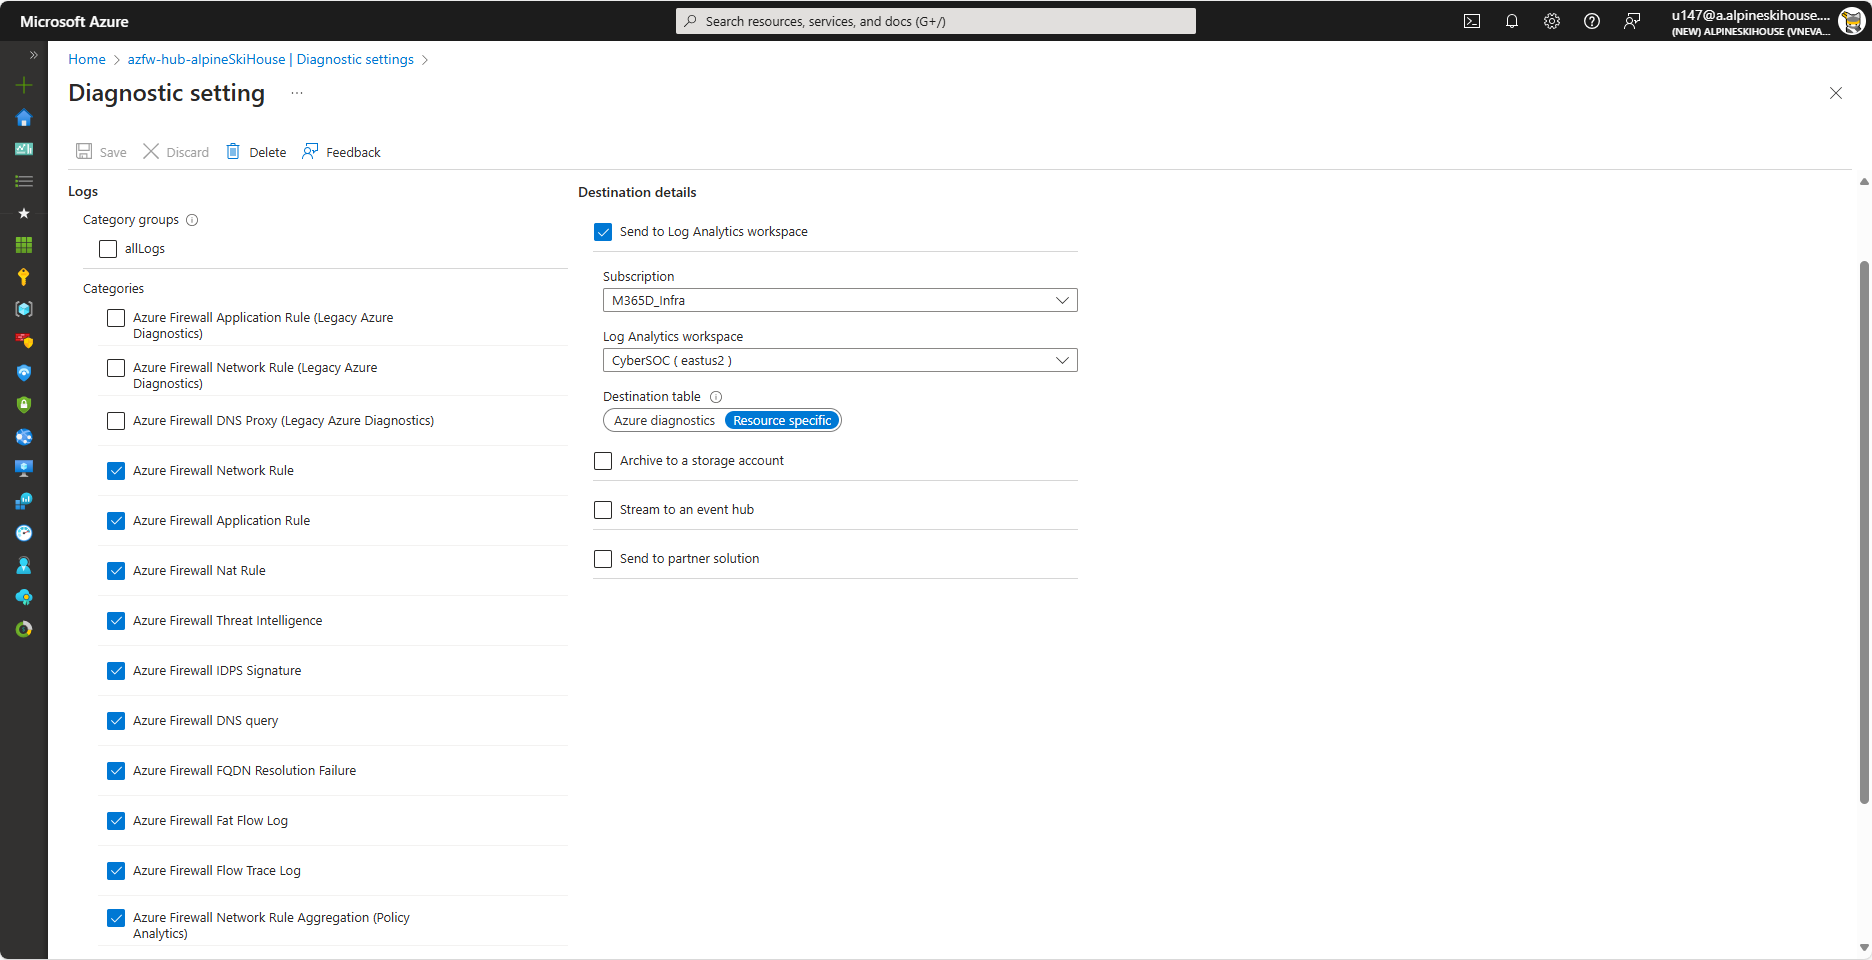 Microsoft Azure
Search resources, services, and docs (G+/)
u147@a.alpineskihouse....
(NEW) ALPINESKIHOUSE (VNEVA...
Home
azfw-hub-alpineSkiHouse | Diagnostic settings
Diagnostic setting
...
Save
Discard
Delete
Feedback
Logs
Category groups
allLogs
Categories
Azure Firewall Application Rule (Legacy Azure
Diagnostics)
Azure Firewall Network Rule (Legacy Azure
Diagnostics)
Azure Firewall DNS Proxy (Legacy Azure Diagnostics)
Azure Firewall Network Rule
Azure Firewall Application Rule
Azure Firewall Nat Rule
Azure Firewall Threat Intelligence
Azure Firewall IDPS Signature
Azure Firewall DNS query
Azure Firewall FQDN Resolution Failure
Azure Firewall Fat Flow Log
Azure Firewall Flow Trace Log
Azure Firewall Network Rule Aggregation (Policy
Analytics)
Destination details
Send to Log Analytics workspace
Subscription
M365D_Infra
Log Analytics workspace
CyberSOC ( eastus2 )
Destination table
Azure diagnostics
Resource specific
Archive to a storage account
Stream to an event hub
Send to partner solution